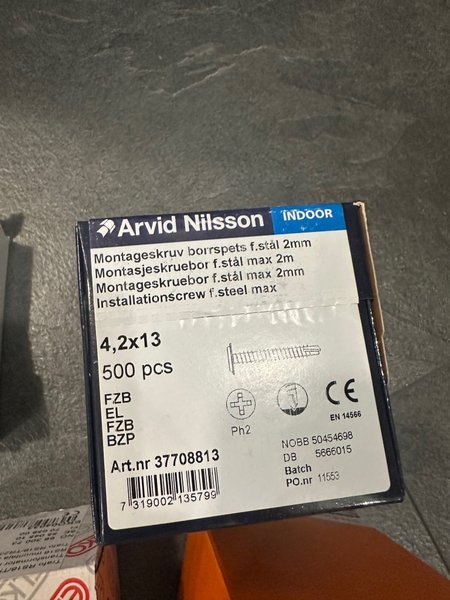 Arvid Nilsson
INDOOR
Montageskruv borrspets f.stål 2mm
Montasjeskruebor f.stål max 2m
Montageskruebor f.stål max 2mm
Installationscrew f.steel max
4,2x13
500 pcs
FZB
EL
FZB
BZP
Ph2
CE
EN 14566
Art.nr 37708813
NOBB 50454698
DB 5666015
Batch
PO.nr 11553
7 319002 135799